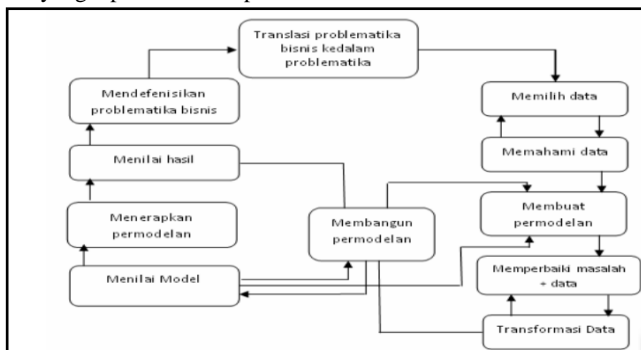 Translasi problematika
bisnis kedalam
problematika
Mendefenisikan
problematika bisnis
Memilih data
Menilai hasil
Memahami data
Menerapkan
permodelan
Membangun
permodelan
Membuat
permodelan
Menilai Model
Memperbaiki masalah
+ data
Transformasi Data